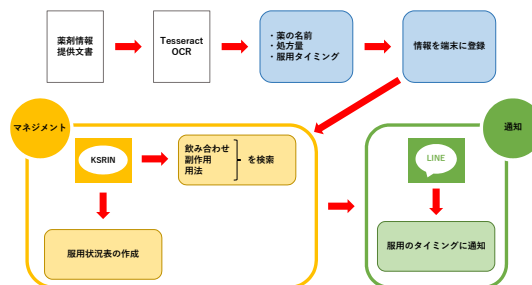 薬剤情報
提供文書
Tesseract
OCR
・薬の名前
・処方量
・服用タイミング
情報を端末に登録
マネジメント
KSRIN
飲み合わせ
副作用
用法
を検索
服用状況表の作成
通知
LINE
服用のタイミングに通知